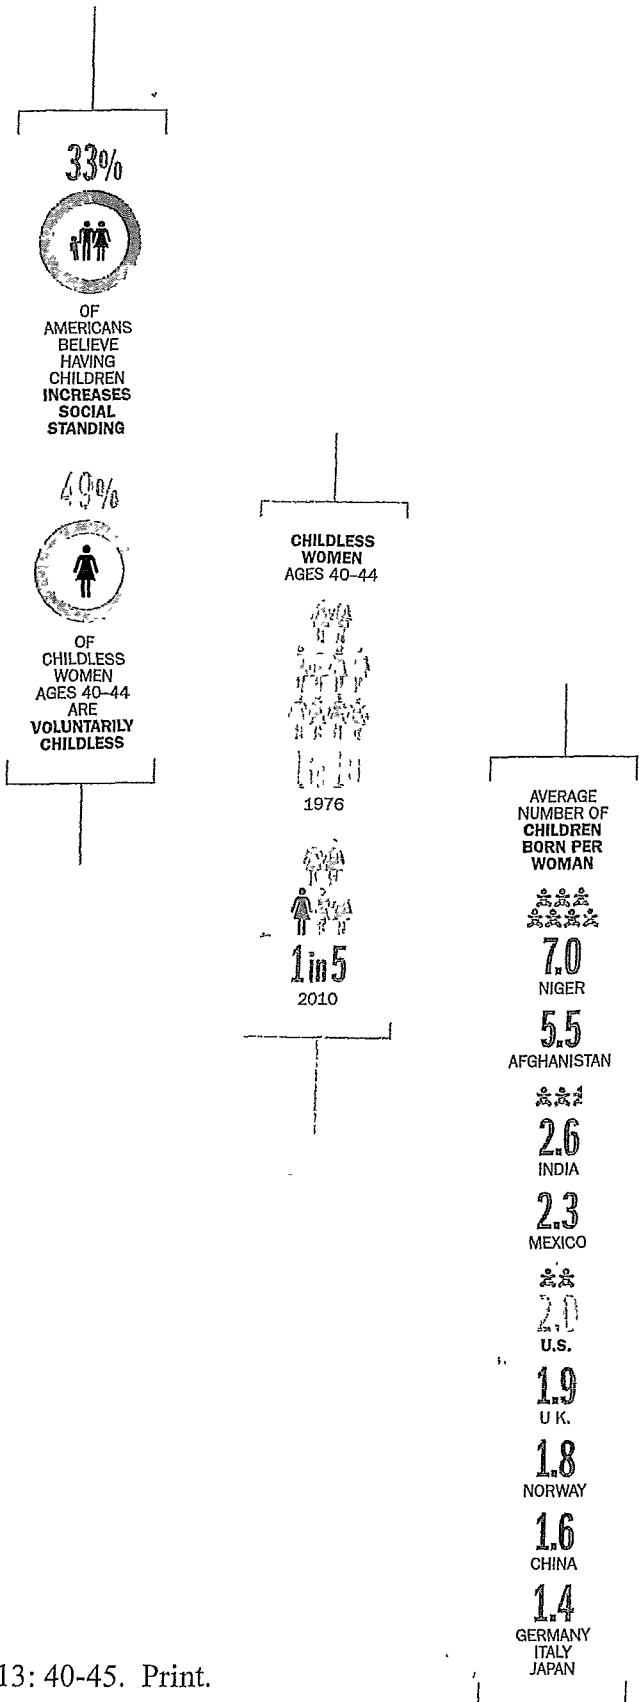 33%
OF
AMERICANS
BELIEVE
HAVING
CHILDREN
INCREASES
SOCIAL
STANDING
49%
OF
CHILDLESS
WOMEN
AGES 40–44
ARE
VOLUNTARILY
CHILDLESS
CHILDLESS
WOMEN
AGES 40–44
1976
1 in 5
2010
AVERAGE
NUMBER OF
CHILDREN
BORN PER
WOMAN
7.0
NIGER
5.5
AFGHANISTAN
2.6
INDIA
2.3
MEXICO
2.0
U.S.
1.9
U K.
1.8
NORWAY
1.6
CHINA
1.4
GERMANY
ITALY
JAPAN
13: 40-45. Print.